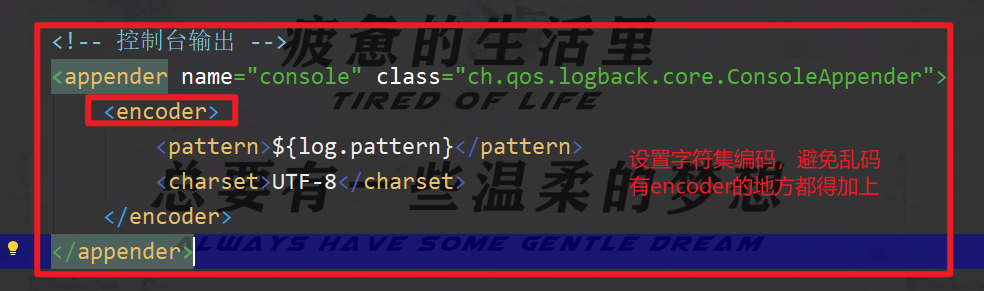 <!-- 控制台输出 -->
疲惫的生活里
<appender name="console" class="ch.qos.logback.core.ConsoleAppender">
TIRED OF LIFE
<encoder>
<pattern>${log.pattern}</pattern>
设置字符集编码，避免乱码
<charset>UTF-8</charset>
有encoder的地方都得加上
总要有一些温柔的梦想
</encoder>
ALWAYS HAVE SOME GENTLE DREAM
</appender>